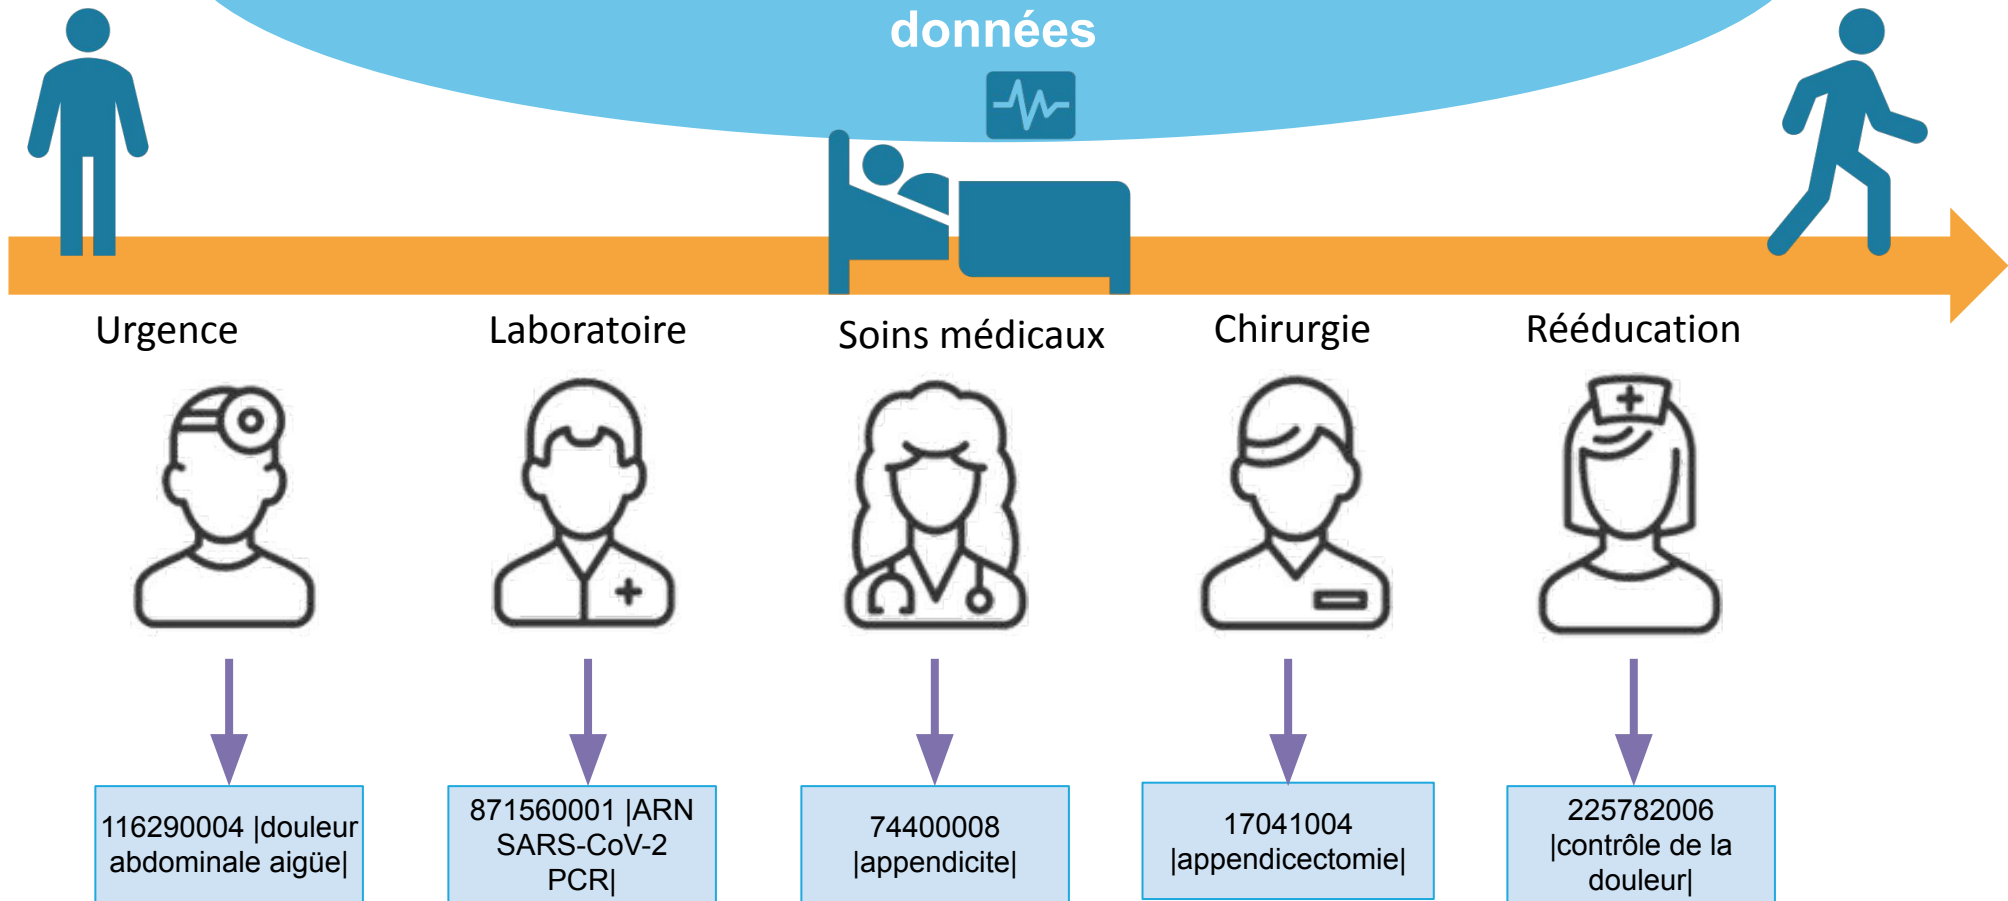 données
Urgence
Laboratoire
Soins médicaux
Chirurgie
Rééducation
116290004 |douleur
abdominale aigüe|
871560001 |ARN
SARS-CoV-2
PCR|
74400008
|appendicite|
17041004
|appendicectomie|
225782006
|contrôle de la
douleur|